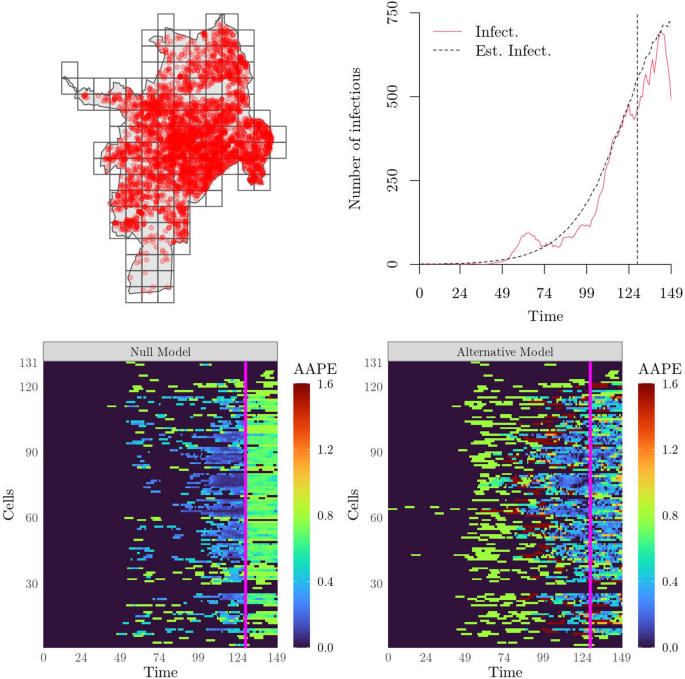 Infect.
Est. Infect.
Number of infectious
750
500
250
0
0 24 49 74 99 124 149
Time
Null Model
Cells
131
120
90
60
30
0 24 49 74 99 124 149
Time
AAPE
1.6
1.2
0.8
0.4
0.0
Alternative Model
Cells
131
120
90
60
30
0 24 49 74 99 124 149
Time
AAPE
1.6
1.2
0.8
0.4
0.0